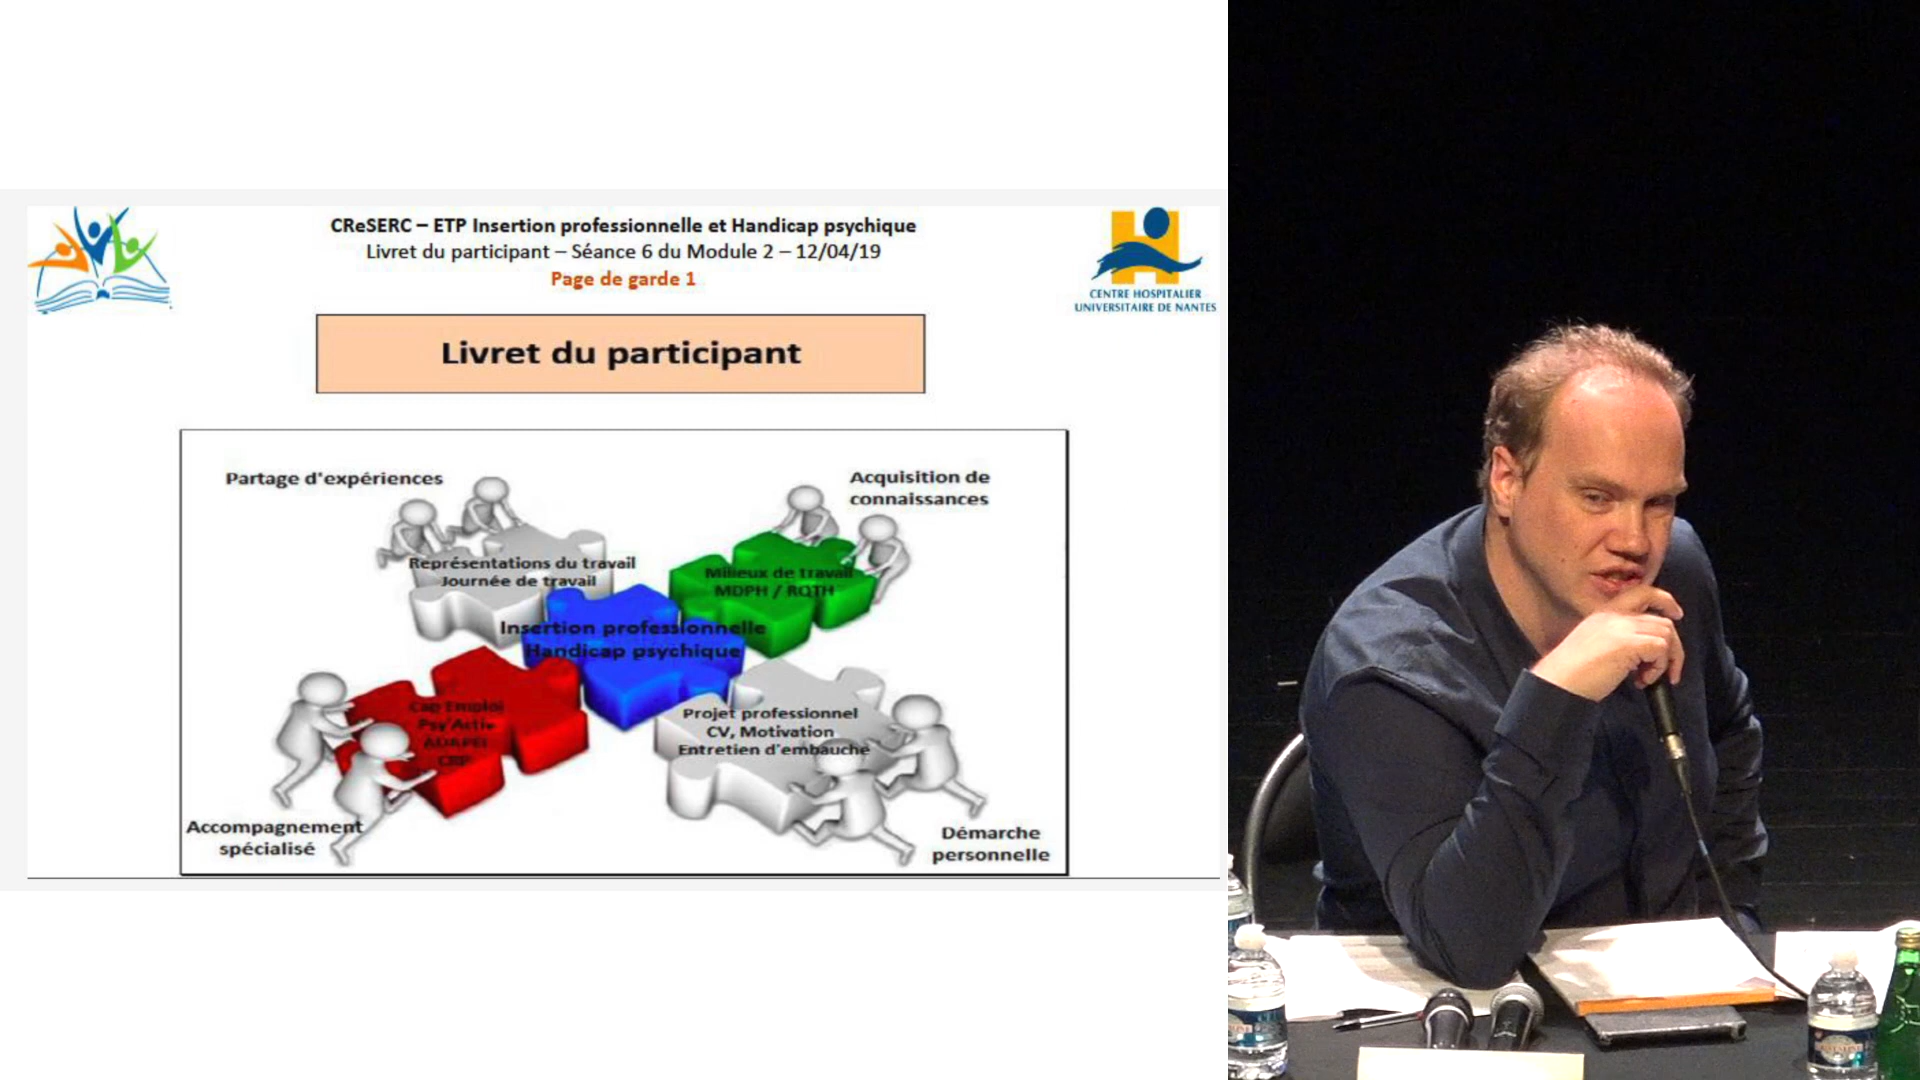 CReSERC – ETP Insertion professionnelle et Handicap psychique
Livret du participant – Séance 6 du Module 2 – 12/04/19
Page de garde 1
CENTRE HOSPITALIER
UNIVERSITAIRE DE NANTES
Livret du participant
Partage d'expériences
Acquisition de
connaissances
Représentations du travail
Journée de travail
Milieux de travail
MDPH / RQTH
Insertion professionnelle
Handicap psychique
Cap Emploi
Psy'Activ
CRP
Projet professionnel
CV, Motivation
Entretien d'embauche
Accompagnement
spécialisé
Démarche
personnelle